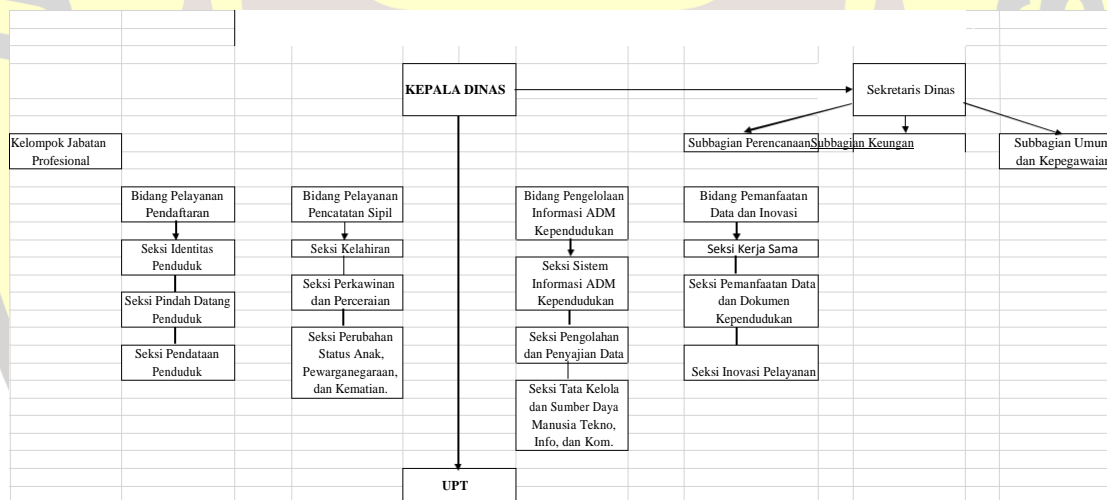 KEPALA DINAS
Sekretaris Dinas
Kelompok Jabatan
Profesional
Subbagian Perencanaan
Subbagian Keungan
Subbagian Umum
dan Kepegawaian
Bidang Pelayanan
Pendaftaran
Seksi Identitas
Penduduk
Seksi Pindah Datang
Penduduk
Seksi Pendataan
Penduduk
Bidang Pelayanan
Pencatatan Sipil
Seksi Kelahiran
Seksi Perkawinan
dan Perceraian
Seksi Perubahan
Status Anak,
Pewarganegaraan,
dan Kematian.
Bidang Pengelolaan
Informasi ADM
Kependudukan
Seksi Sistem
Informasi ADM
Kependudukan
Seksi Pengolahan
dan Penyajian Data
Seksi Tata Kelola
dan Sumber Daya
Manusia Tekno,
Info, dan Kom.
Bidang Pemanfaatan
Data dan Inovasi
Seksi Kerja Sama
Seksi Pemanfaatan Data
dan Dokumen
Kependudukan
Seksi Inovasi Pelayanan
UPT